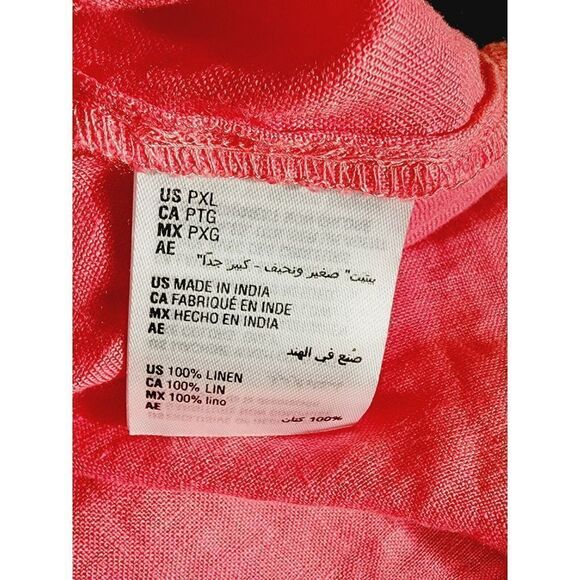 US PXL
CA PTG
MX PXG
AE
بيتيت" صغير ونحيف - كبير جدًا"
US MADE IN INDIA
CA FABRIQUÉ EN INDE
MX HECHO EN INDIA
AE
صُنع في الهند
US 100% LINEN
CA 100% LIN
MX 100% lino
AE
100% كتان